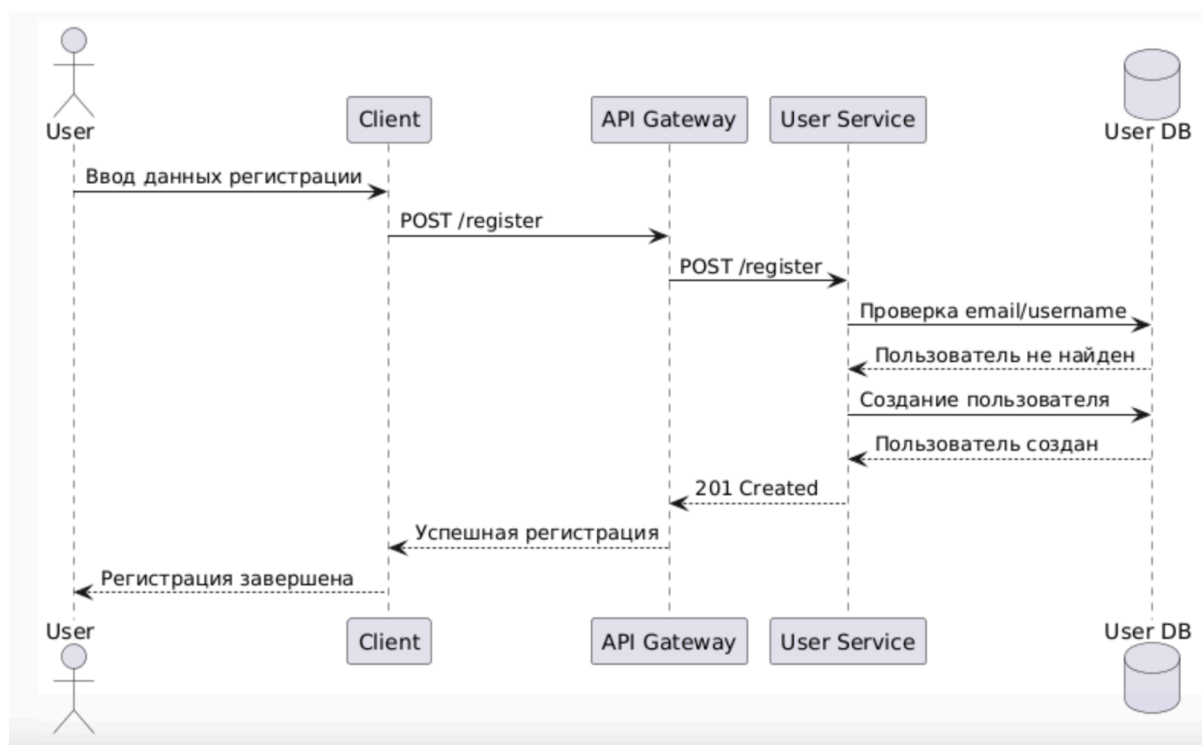 User
Client
API Gateway
User Service
User DB
Ввод данных регистрации
POST /register
POST /register
Проверка email/username
Пользователь не найден
Создание пользователя
Пользователь создан
201 Created
Успешная регистрация
Регистрация завершена
User
Client
API Gateway
User Service
User DB